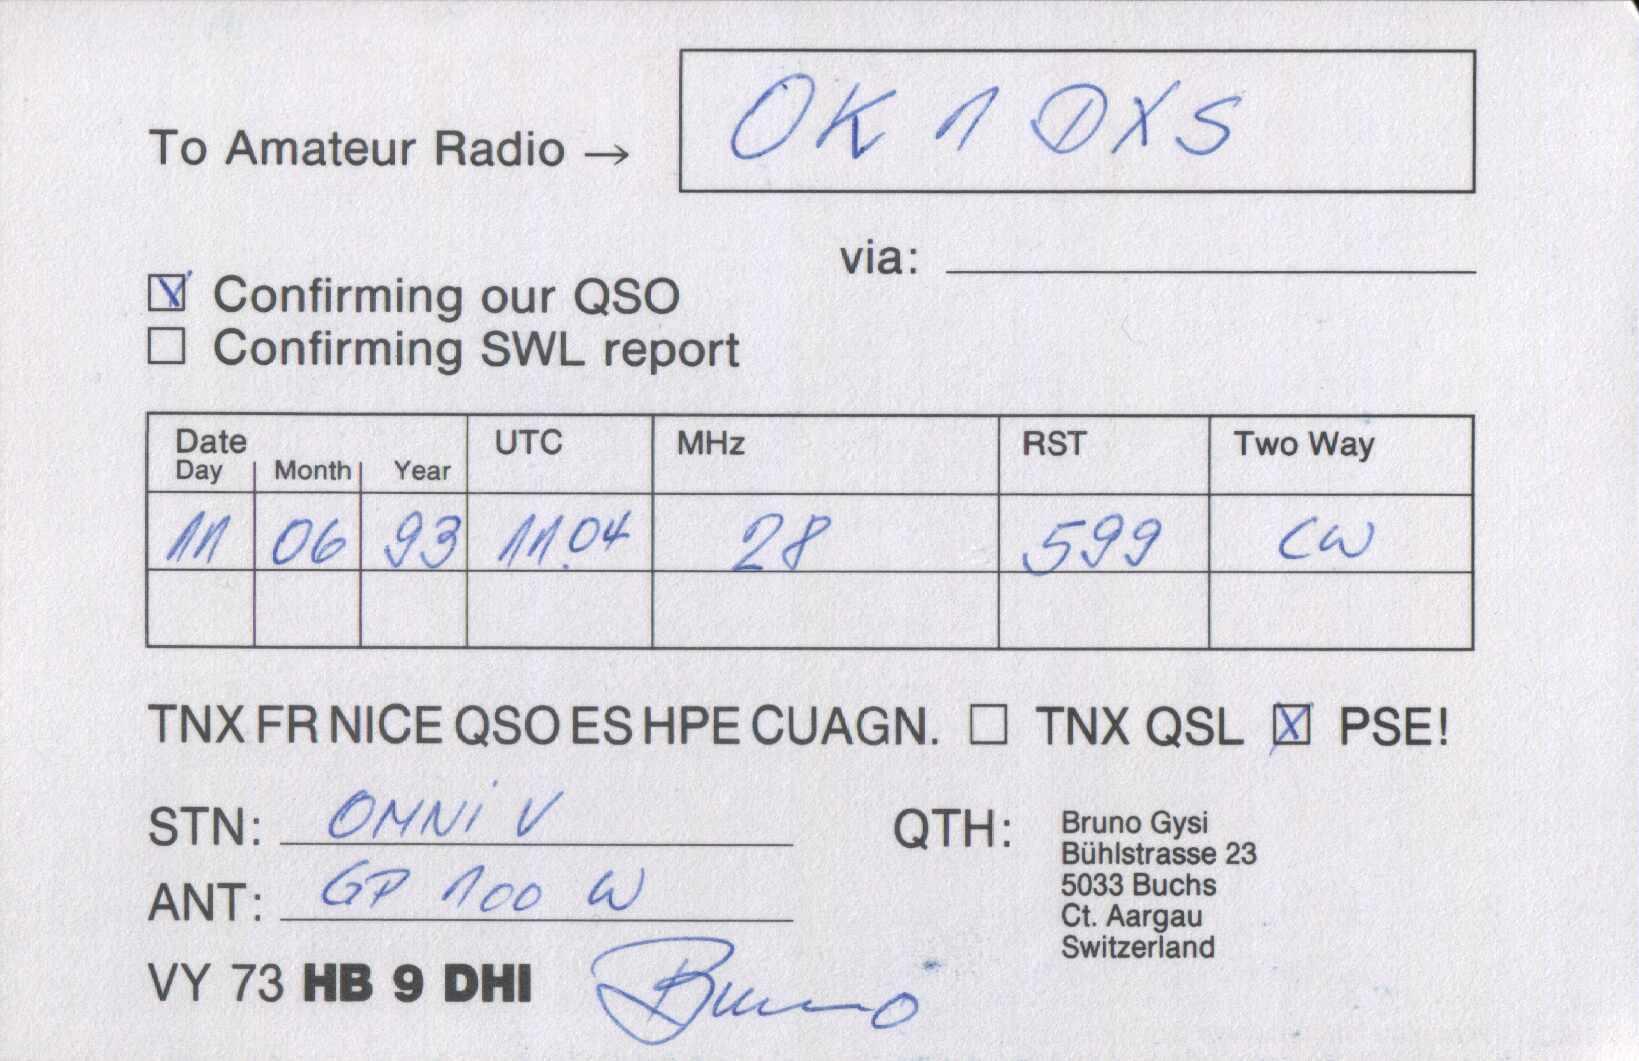 To Amateur Radio → OK 1 DXS
via:
Confirming our QSO
Confirming SWL report
Date UTC MHz RST Two Way
Day Month Year
11 06 93 11.04 28 599 CW
TNX FR NICE QSO ES HPE CUAGN. TNX QSL PSE!
STN: OMNi V
ANT: GP 100 W
QTH: Bruno Gysi
Bühlstrasse 23
5033 Buchs
Ct. Aargau
Switzerland
VY 73 HB 9 DHI Bruno